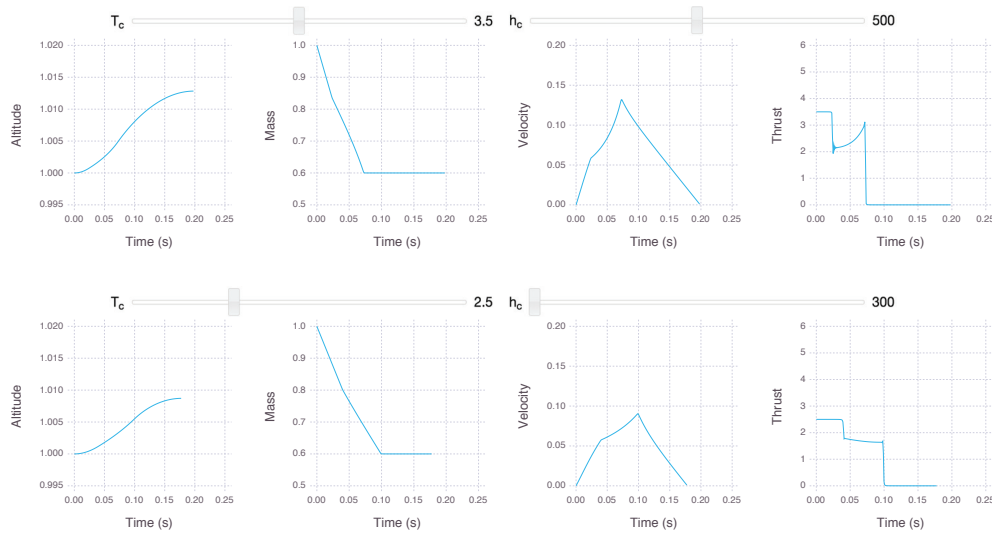 Tc 3.5 hc 500
1.020 1.015 1.010 1.005 1.000 0.995
Altitude
0.00 0.05 0.10 0.15 0.20 0.25
Time (s)
1.0 0.9 0.8 0.7 0.6 0.5
Mass
0.00 0.05 0.10 0.15 0.20 0.25
Time (s)
0.20 0.15 0.10 0.05 0.00
Velocity
0.00 0.05 0.10 0.15 0.20 0.25
Time (s)
6 5 4 3 2 1 0
Thrust
0.00 0.05 0.10 0.15 0.20 0.25
Time (s)
Tc 2.5 hc 300
1.020 1.015 1.010 1.005 1.000 0.995
Altitude
0.00 0.05 0.10 0.15 0.20 0.25
Time (s)
1.0 0.9 0.8 0.7 0.6 0.5
Mass
0.00 0.05 0.10 0.15 0.20 0.25
Time (s)
0.20 0.15 0.10 0.05 0.00
Velocity
0.00 0.05 0.10 0.15 0.20 0.25
Time (s)
6 5 4 3 2 1 0
Thrust
0.00 0.05 0.10 0.15 0.20 0.25
Time (s)